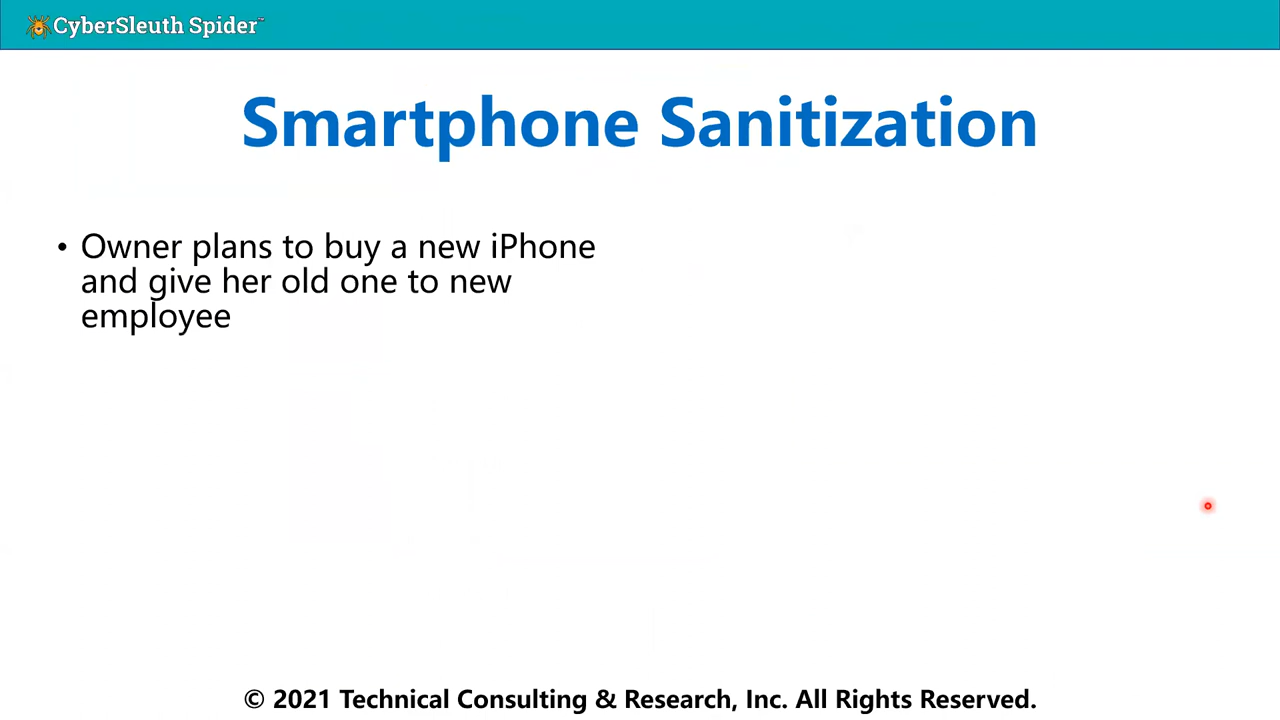 CyberSleuth Spider™
Smartphone Sanitization
• Owner plans to buy a new iPhone
and give her old one to new
employee
© 2021 Technical Consulting & Research, Inc. All Rights Reserved.